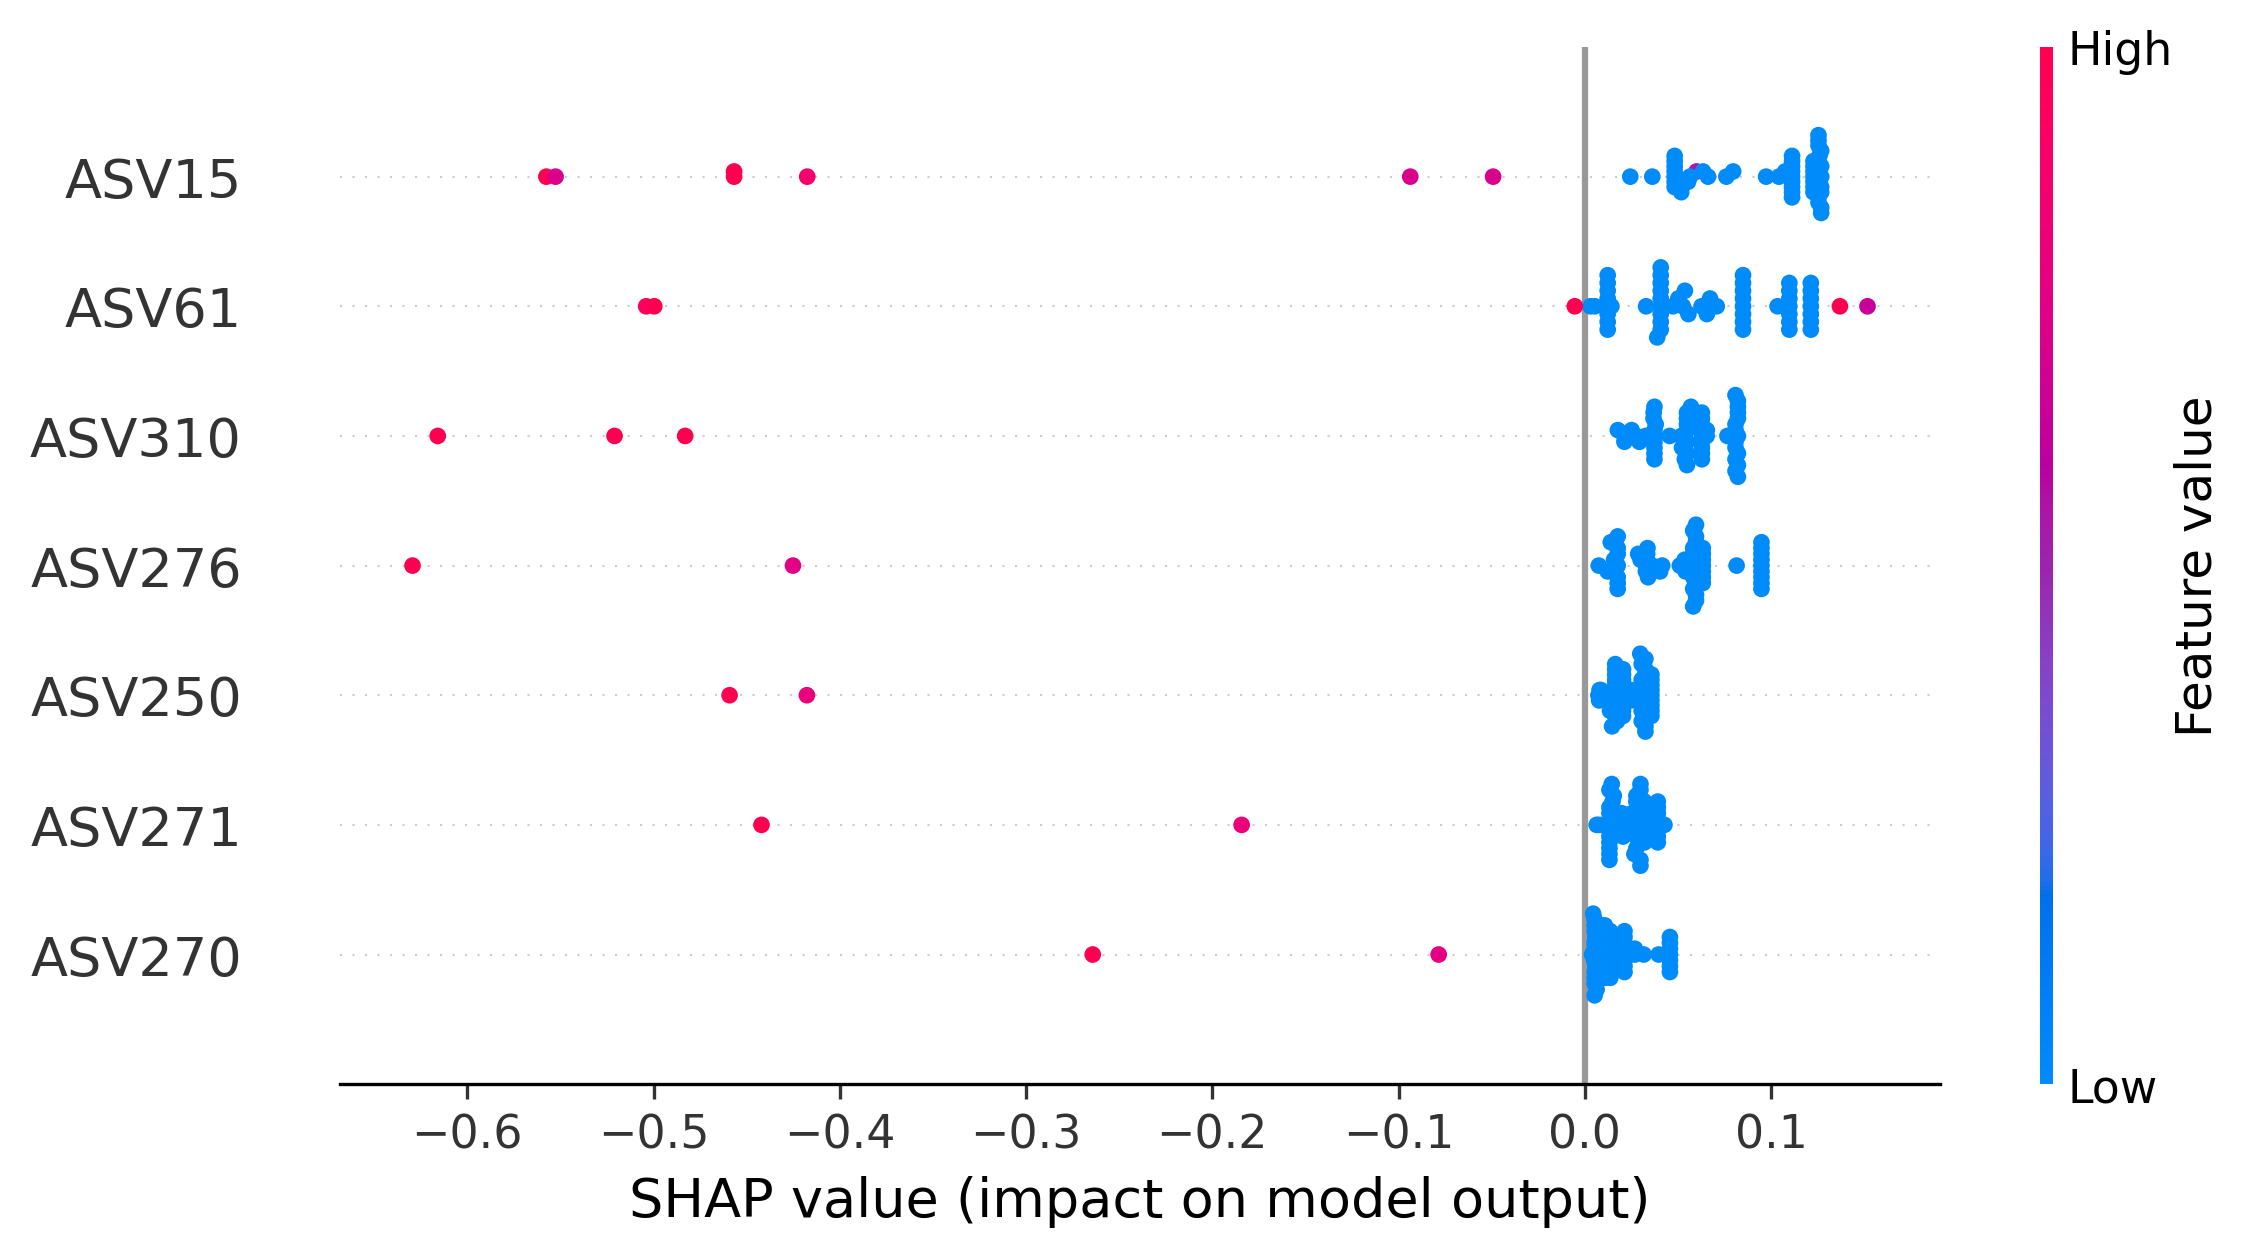 High
ASV15
ASV61
ASV310
ASV276
ASV250
ASV271
ASV270
Feature value
Low
−0.6 −0.5 −0.4 −0.3 −0.2 −0.1 0.0 0.1
SHAP value (impact on model output)